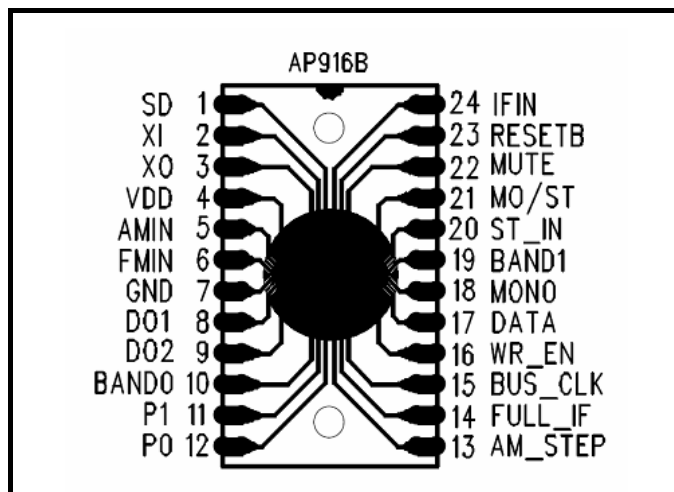 AP916B
SD 1 24 IFIN
XI 2 23 RESETB
XO 3 22 MUTE
VDD 4 21 MO/ST
AMIN 5 20 ST_IN
FMIN 6 19 BAND1
GND 7 18 MONO
DO1 8 17 DATA
DO2 9 16 WR_EN
BAND0 10 15 BUS_CLK
P1 11 14 FULL_IF
P0 12 13 AM_STEP